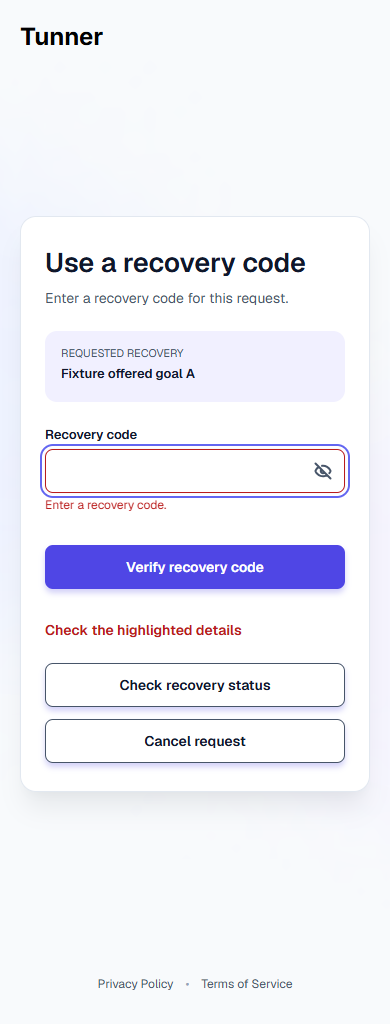 Tunner
Use a recovery code
Enter a recovery code for this request.
REQUESTED RECOVERY
Fixture offered goal A
Recovery code
Enter a recovery code.
Verify recovery code
Check the highlighted details
Check recovery status
Cancel request
Privacy Policy • Terms of Service